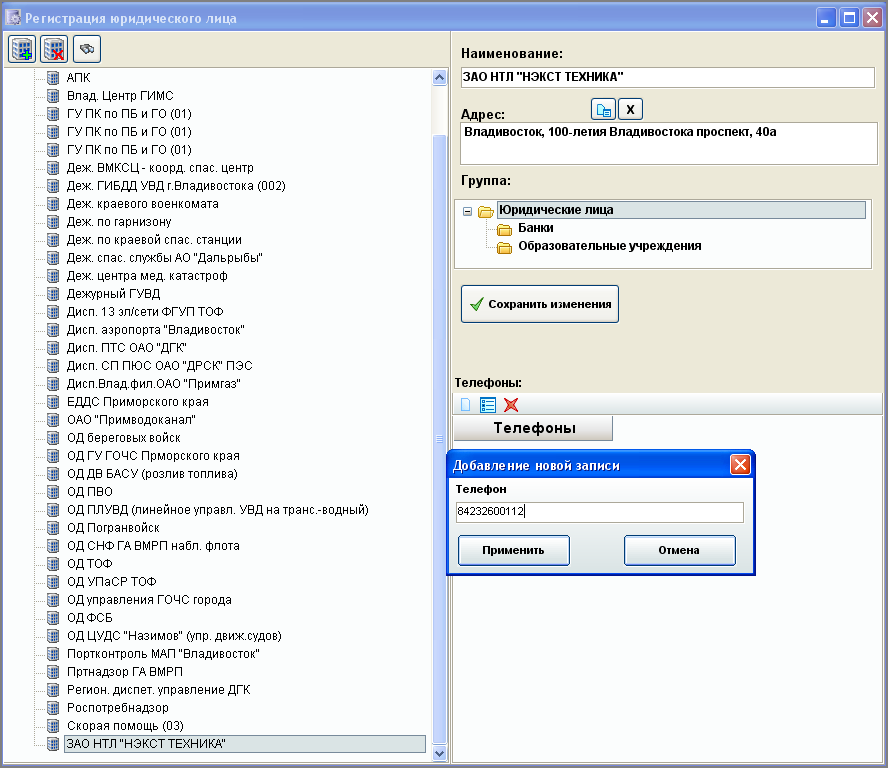 Регистрация юридического лица
АПК
Влад. Центр ГИМС
ГУ ПК по ПБ и ГО (01)
ГУ ПК по ПБ и ГО (01)
ГУ ПК по ПБ и ГО (01)
Деж. ВМКСЦ - коорд. спас. центр
Деж. ГИБДД УВД г.Владивостока (002)
Деж. краевого военкомата
Деж. по гарнизону
Деж. по краевой спас. станции
Деж. спас. службы АО "Дальрыбы"
Деж. центра мед. катастроф
Дежурный ГУВД
Дисп. 13 эл/сети ФГУП ТОФ
Дисп. аэропорта "Владивосток"
Дисп. ПТС ОАО "ДГК"
Дисп. СП ПЮС ОАО "ДРСК" ПЭС
Дисп.Влад.фил.ОАО "Примгаз"
ЕДДС Приморского края
ОАО "Примводоканал"
ОД береговых войск
ОД ГУ ГОЧС Прморского края
ОД ДВ БАСУ (розлив топлива)
ОД ПВО
ОД ПЛУВД (линейное управл. УВД на транс.-водный)
ОД Погранвойск
ОД СНФ ГА ВМРП набл. флота
ОД ТОФ
ОД УПаСР ТОФ
ОД управления ГОЧС города
ОД ФСБ
ОД ЦУДС "Назимов" (упр. движ.судов)
Портконтроль МАП "Владивосток"
Пртнадзор ГА ВМРП
Регион. диспет. управление ДГК
Роспотребнадзор
Скорая помощь (03)
ЗАО НТЛ "НЭКСТ ТЕХНИКА"
Наименование:
ЗАО НТЛ "НЭКСТ ТЕХНИКА"
Адрес:
X
Владивосток, 100-летия Владивостока проспект, 40а
Группа:
Юридические лица
Банки
Образовательные учреждения
Сохранить изменения
Телефоны:
Телефоны
Добавление новой записи
Телефон
84232600112
Применить
Отмена